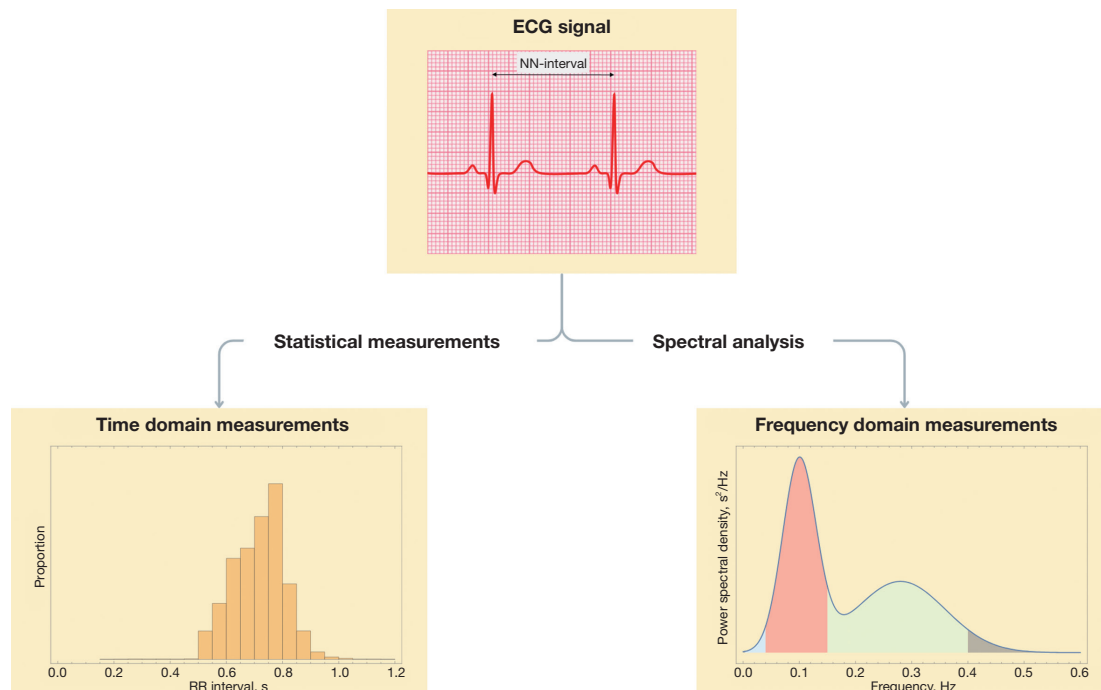 ECG signal
NN-interval
Statistical measurements
Spectral analysis
Time domain measurements
Proportion
0.0 0.2 0.4 0.6 0.8 1.0 1.2
RR interval, s
Frequency domain measurements
Power spectral density, s²/Hz
0.0 0.1 0.2 0.3 0.4 0.5 0.6
Frequency, Hz